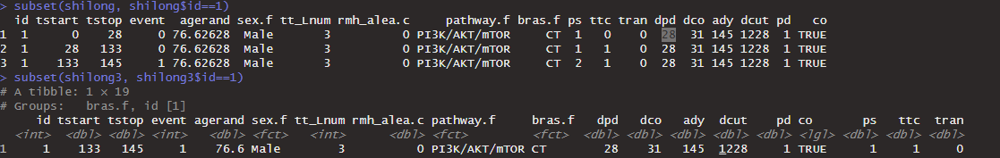 > subset(shilong, shilong$id==1)
id tstart tstop event agerand sex.f tt_Lnum rmh_alea.c pathway.f bras.f ps ttc tran dpd dco ady dcut pd co
1 1 0 28 0 76.62628 Male 3 0 PI3K/AKT/mTOR CT 1 0 0 28 31 145 1228 1 TRUE
2 1 28 133 0 76.62628 Male 3 0 PI3K/AKT/mTOR CT 1 1 0 28 31 145 1228 1 TRUE
3 1 133 145 1 76.62628 Male 3 0 PI3K/AKT/mTOR CT 2 1 0 28 31 145 1228 1 TRUE
> subset(shilong3, shilong3$id==1)
# A tibble: 1 × 19
# Groups: bras.f, id [1]
id tstart tstop event agerand sex.f tt_Lnum rmh_alea.c pathway.f bras.f dpd dco ady dcut pd co ps ttc tran
<int> <dbl> <dbl> <int> <dbl> <fct> <int> <dbl> <fct> <fct> <dbl> <dbl> <dbl> <dbl> <dbl> <lgl> <dbl> <dbl> <dbl>
1 1 133 145 1 76.6 Male 3 0 PI3K/AKT/mTOR CT 28 31 145 1228 1 TRUE 1 1 0